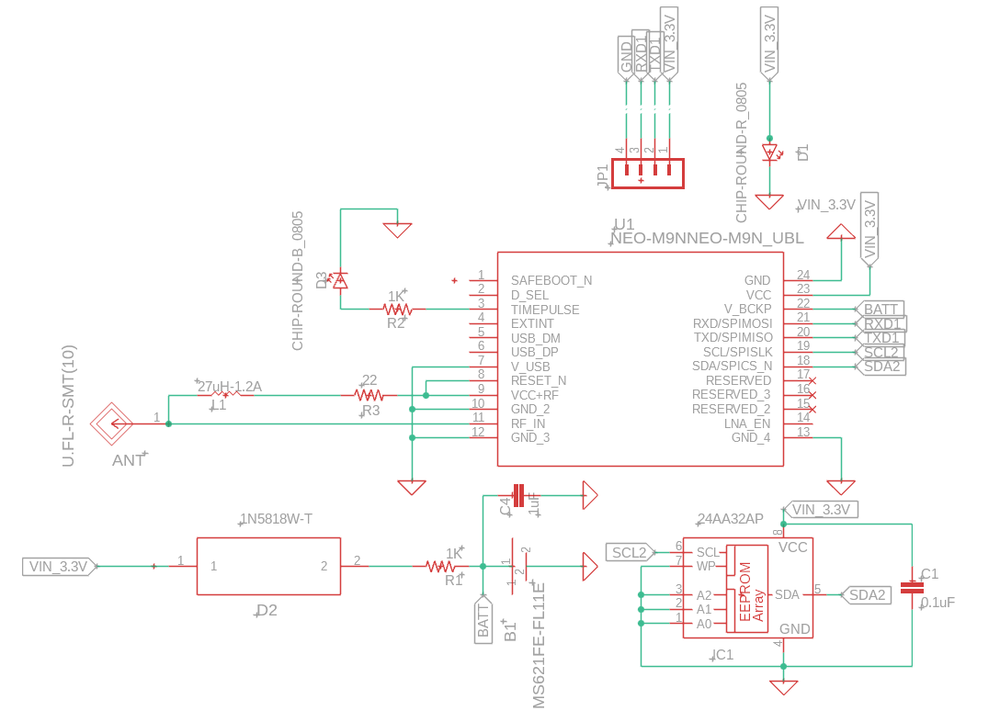 GND
RXD1
TXD1
VIN_3.3V
VIN_3.3V
4
3
2
1
JP1
CHIP-ROUND-R_0805
D1
VIN_3.3V
VIN_3.3V
U1
NEO-M9NNEO-M9N_UBL
CHIP-ROUND-B_0805
D3
1K
R2
1 SAFEBOOT_N GND 24
2 D_SEL VCC 23
3 TIMEPULSE V_BCKP 22 BATT
4 EXTINT RXD/SPIMOSI 21 RXD1
5 USB_DM TXD/SPIMISO 20 TXD1
6 USB_DP SCL/SPISLK 19 SCL2
7 V_USB SDA/SPICS_N 18 SDA2
8 RESET_N RESERVED 17
9 VCC+RF RESERVED_3 16
10 GND_2 RESERVED_2 15
11 RF_IN LNA_EN 14
12 GND_3 GND_4 13
U.FL-R-SMT(10)
27uH-1.2A
L1
22
R3
1
ANT
1N5818W-T
VIN_3.3V
1
1
2
2
D2
1K
R1
C4
1uF
1
2
1
2
BATT
B1
MS621FE-FL11E
24AA32AP
VIN_3.3V
8
VCC
SCL2
6 SCL
7 WP
3 A2
2 A1
1 A0
EEPROM
Array
SDA 5
SDA2
GND
4
IC1
C1
0.1uF